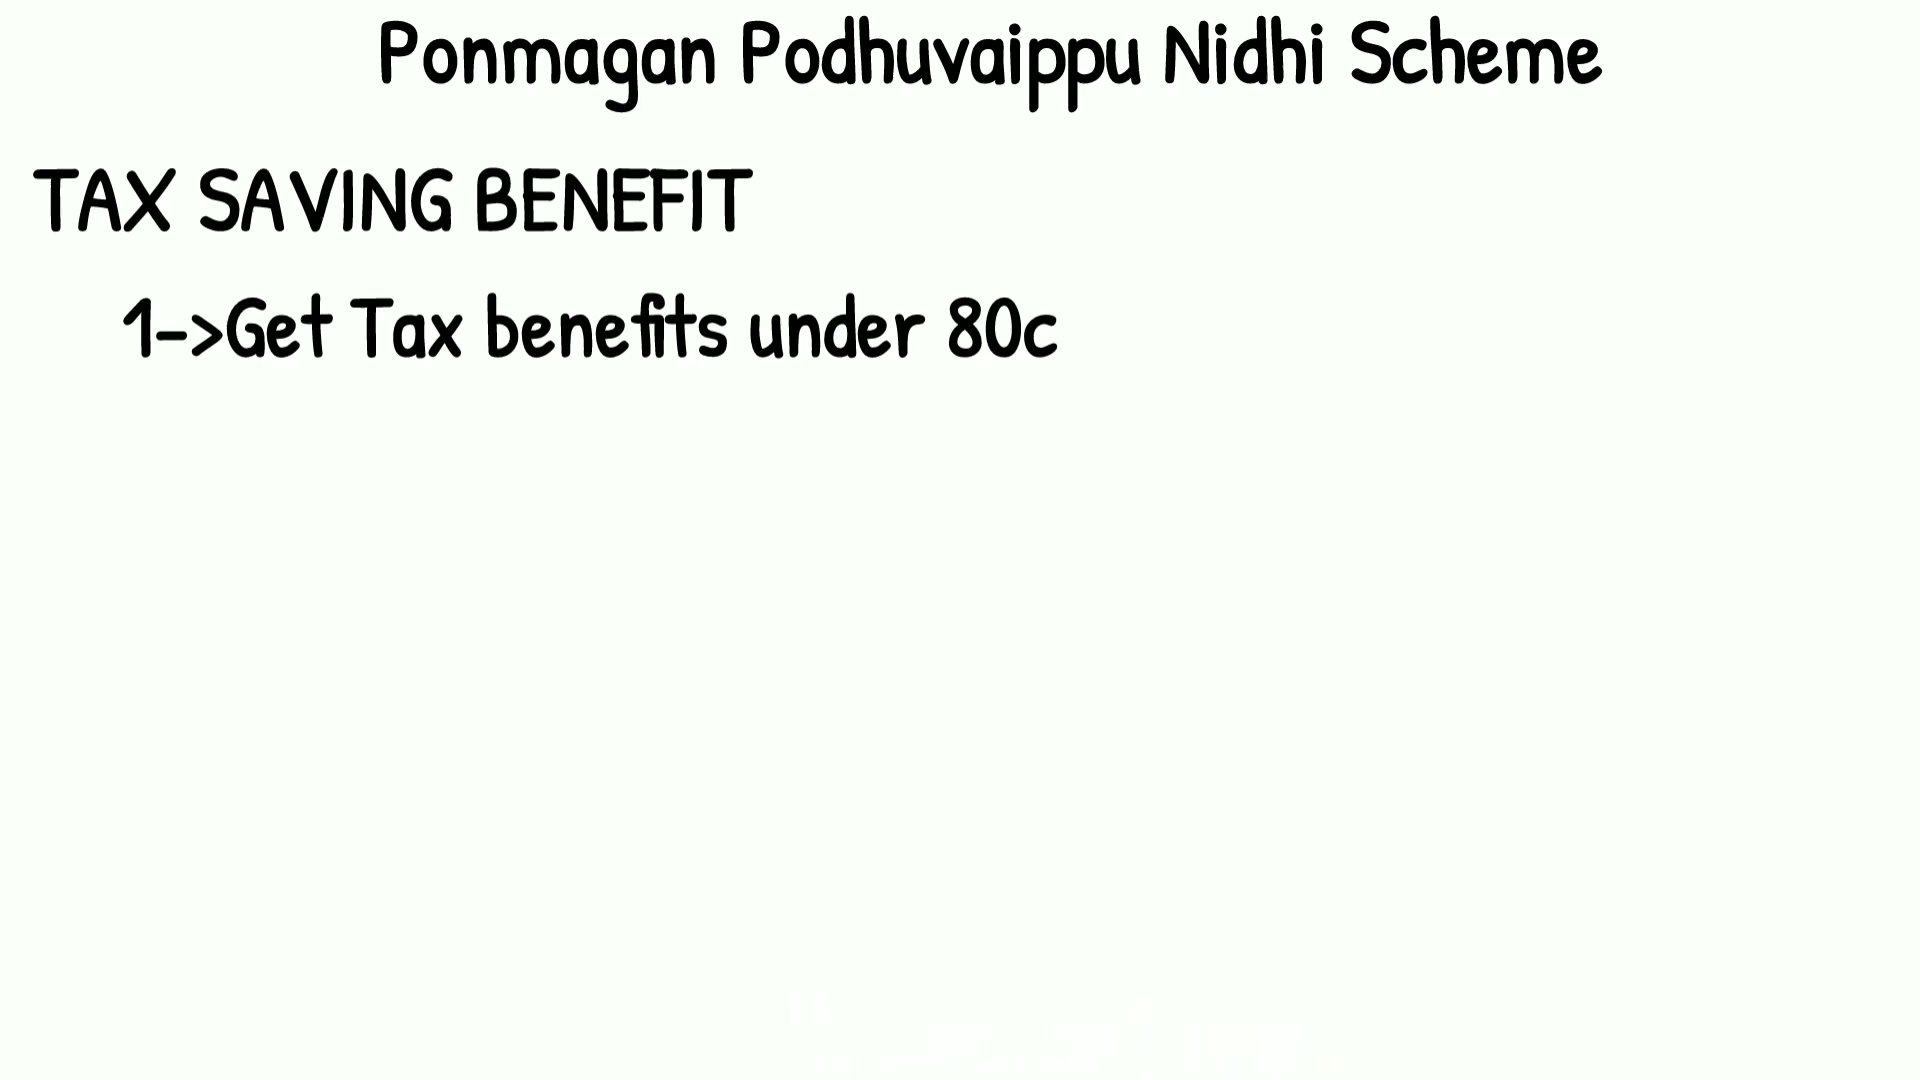 Ponmagan Podhuvaippu Nidhi Scheme
TAX SAVING BENEFIT
1->Get Tax benefits under 80c